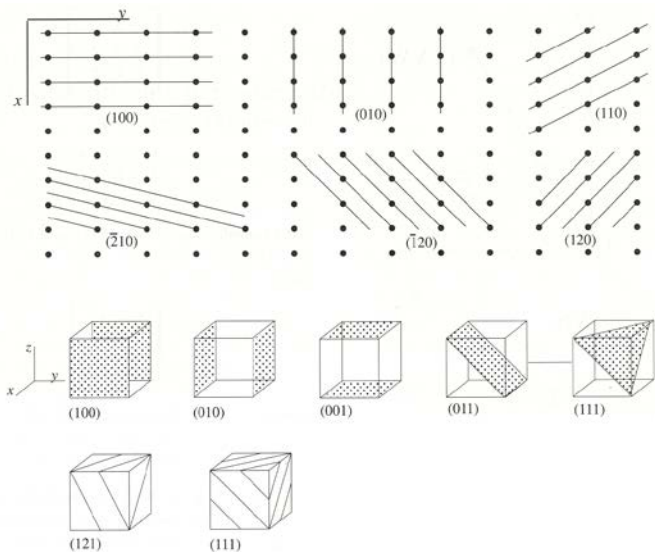 y
x
(100)
(010)
(110)
(2̄10)
(1̄20)
(120)
z
x
y
(100)
(010)
(001)
(011)
(111)
(121)
(111)